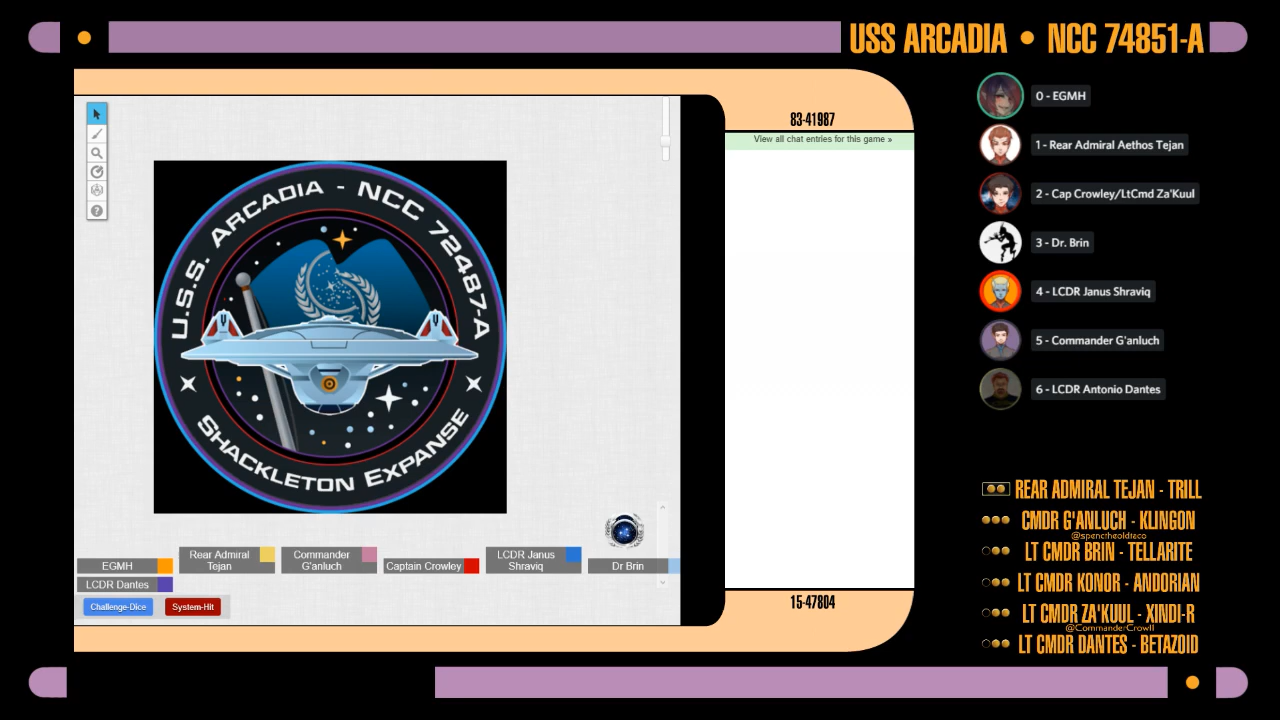 USS ARCADIA • NCC 74851-A
U.S.S. ARCADIA - NCC 72487-A
SHACKLETON EXPANSE
83-41987
View all chat entries for this game »
15-47804
0 - EGMH
1 - Rear Admiral Aethos Tejan
2 - Cap Crowley/LtCmd Za'Kuul
3 - Dr. Brin
4 - LCDR Janus Shraviq
5 - Commander G'anluch
6 - LCDR Antonio Dantes
EGMH
Rear Admiral
Tejan
Commander
G'anluch
Captain Crowley
LCDR Janus
Shraviq
Dr Brin
LCDR Dantes
Challenge-Dice
System-Hit
REAR ADMIRAL TEJAN - TRILL
CMDR G'ANLUCH - KLINGON
@spenctheoldtaco
LT CMDR BRIN - TELLARITE
LT CMDR KONOR - ANDORIAN
LT CMDR ZA'KUUL - XINDI-R
@CommanderCrowll
LT CMDR DANTES - BETAZOID